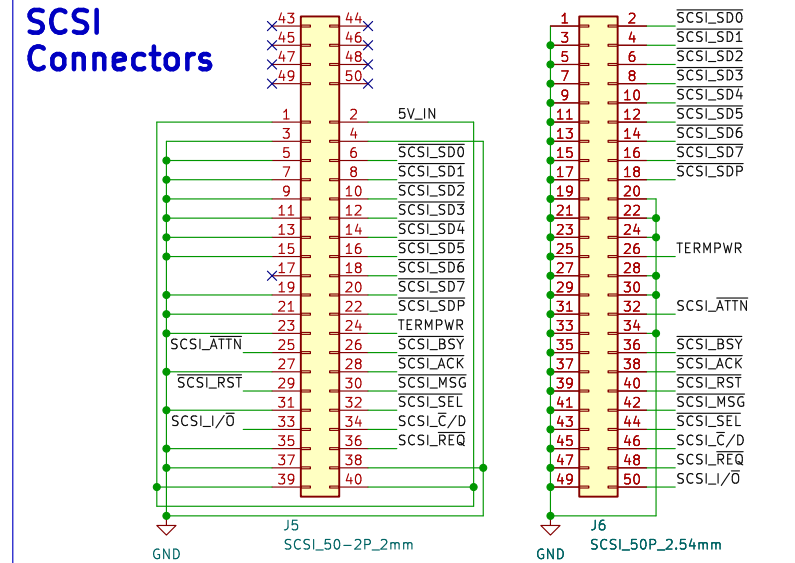 SCSI
Connectors
43 44
45 46
47 48
49 50
1 2 5V_IN
3 4
5 6 SCSI_SD0
7 8 SCSI_SD1
9 10 SCSI_SD2
11 12 SCSI_SD3
13 14 SCSI_SD4
15 16 SCSI_SD5
17 18 SCSI_SD6
19 20 SCSI_SD7
21 22 SCSI_SDP
23 24 TERMPWR
SCSI_ATTN 25 26 SCSI_BSY
27 28 SCSI_ACK
SCSI_RST 29 30 SCSI_MSG
31 32 SCSI_SEL
SCSI_I/O 33 34 SCSI_C/D
35 36 SCSI_REQ
37 38
39 40
J5
SCSI_50-2P_2mm
GND
1 2 SCSI_SD0
3 4 SCSI_SD1
5 6 SCSI_SD2
7 8 SCSI_SD3
9 10 SCSI_SD4
11 12 SCSI_SD5
13 14 SCSI_SD6
15 16 SCSI_SD7
17 18 SCSI_SDP
19 20
21 22
23 24
25 26 TERMPWR
27 28
29 30
31 32 SCSI_ATTN
33 34
35 36 SCSI_BSY
37 38 SCSI_ACK
39 40 SCSI_RST
41 42 SCSI_MSG
43 44 SCSI_SEL
45 46 SCSI_C/D
47 48 SCSI_REQ
49 50 SCSI_I/O
J6
SCSI_50P_2.54mm
GND